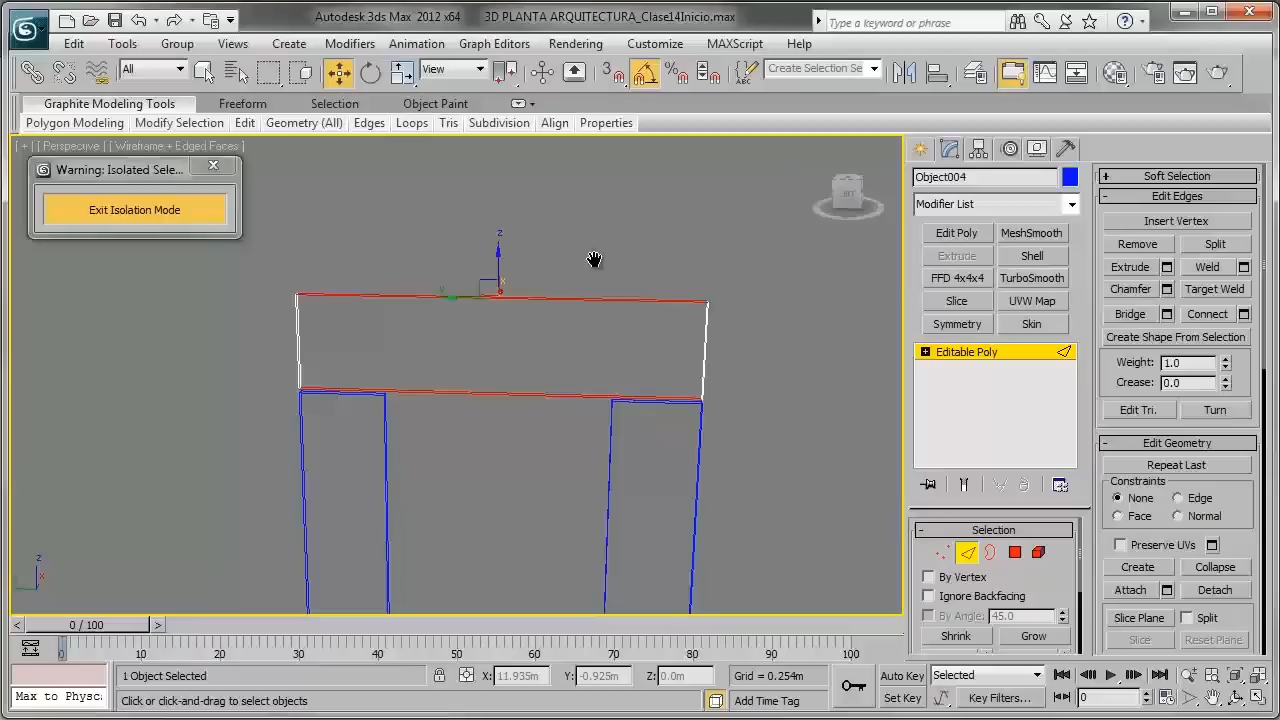 Autodesk 3ds Max 2012 x64 3D PLANTA ARQUITECTURA_Clase14Inicio.max
Type a keyword or phrase
Edit Tools Group Views Create Modifiers Animation Graph Editors Rendering Customize MAXScript Help
All View 3 Create Selection Se
Graphite Modeling Tools Freeform Selection Object Paint
Polygon Modeling Modify Selection Edit Geometry (All) Edges Loops Tris Subdivision Align Properties
[ + ] [ Perspective ] [ Wireframe + Edged Faces ]
Warning: Isolated Sele...
Exit Isolation Mode
z
x
y
z
x
Object004
Modifier List
Edit Poly MeshSmooth
Extrude Shell
FFD 4x4x4 TurboSmooth
Slice UVW Map
Symmetry Skin
Editable Poly
Selection
By Vertex
Ignore Backfacing
By Angle: 45.0
Shrink Grow
Soft Selection
Edit Edges
Insert Vertex
Remove Split
Extrude Weld
Chamfer Target Weld
Bridge Connect
Create Shape From Selection
Weight: 1.0
Crease: 0.0
Edit Tri. Turn
Edit Geometry
Repeat Last
Constraints
None Edge
Face Normal
Preserve UVs
Create Collapse
Attach Detach
Slice Plane Split
Slice Reset Plane
0 / 100
0 10 20 30 40 50 60 70 80 90 100
1 Object Selected X: 11.935m Y: -0.925m Z: 0.0m Grid = 0.254m Auto Key Selected
Max to Physc Click or click-and-drag to select objects Add Time Tag Set Key Key Filters... 0